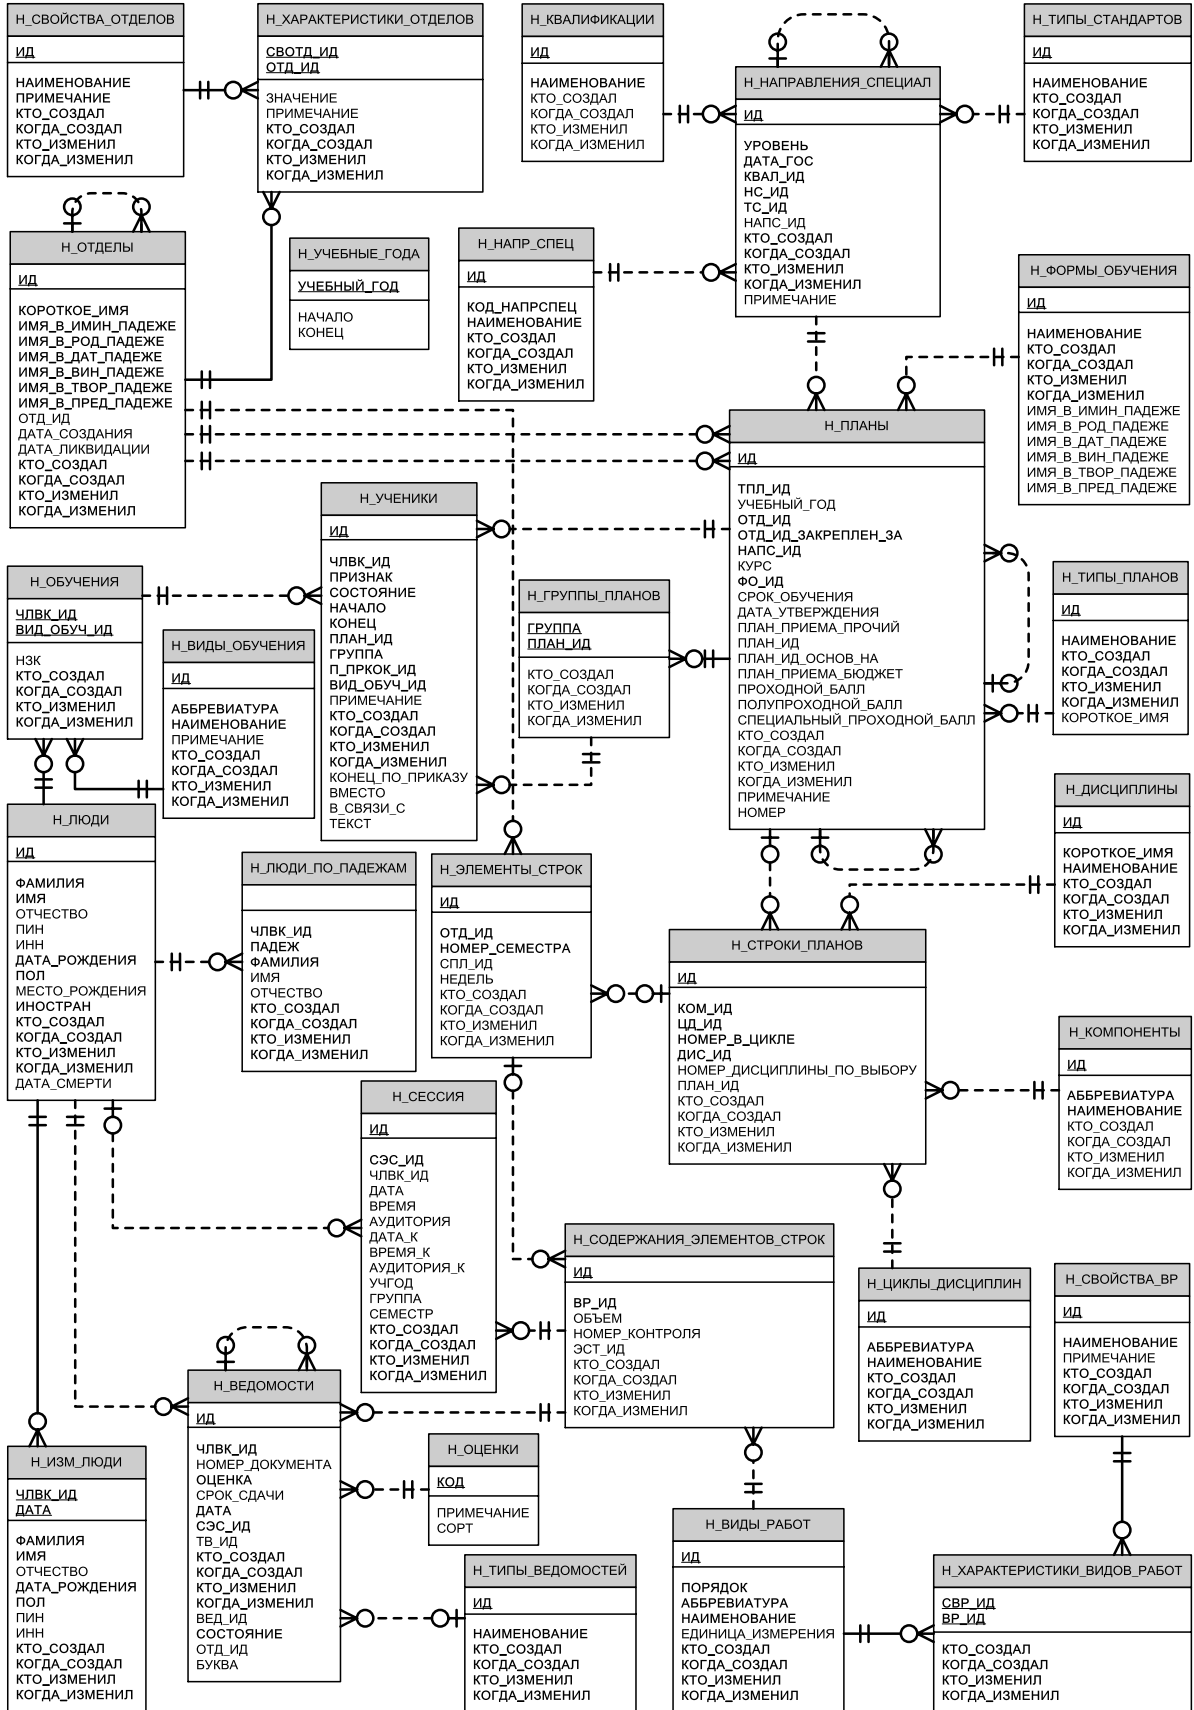 Н_СВОЙСТВА_ОТДЕЛОВ
ИД
НАИМЕНОВАНИЕ
ПРИМЕЧАНИЕ
КТО_СОЗДАЛ
КОГДА_СОЗДАЛ
КТО_ИЗМЕНИЛ
КОГДА_ИЗМЕНИЛ
Н_ХАРАКТЕРИСТИКИ_ОТДЕЛОВ
СВОТД_ИД
ОТД_ИД
ЗНАЧЕНИЕ
ПРИМЕЧАНИЕ
КТО_СОЗДАЛ
КОГДА_СОЗДАЛ
КТО_ИЗМЕНИЛ
КОГДА_ИЗМЕНИЛ
Н_КВАЛИФИКАЦИИ
ИД
НАИМЕНОВАНИЕ
КТО_СОЗДАЛ
КОГДА_СОЗДАЛ
КТО_ИЗМЕНИЛ
КОГДА_ИЗМЕНИЛ
Н_НАПРАВЛЕНИЯ_СПЕЦИАЛ
ИД
УРОВЕНЬ
ДАТА_ГОС
КВАЛ_ИД
НС_ИД
ТС_ИД
НАПС_ИД
КТО_СОЗДАЛ
КОГДА_СОЗДАЛ
КТО_ИЗМЕНИЛ
КОГДА_ИЗМЕНИЛ
ПРИМЕЧАНИЕ
Н_ТИПЫ_СТАНДАРТОВ
ИД
НАИМЕНОВАНИЕ
КТО_СОЗДАЛ
КОГДА_СОЗДАЛ
КТО_ИЗМЕНИЛ
КОГДА_ИЗМЕНИЛ
Н_ОТДЕЛЫ
ИД
КОРОТКОЕ_ИМЯ
ИМЯ_В_ИМИН_ПАДЕЖЕ
ИМЯ_В_РОД_ПАДЕЖЕ
ИМЯ_В_ДАТ_ПАДЕЖЕ
ИМЯ_В_ВИН_ПАДЕЖЕ
ИМЯ_В_ТВОР_ПАДЕЖЕ
ИМЯ_В_ПРЕД_ПАДЕЖЕ
ОТД_ИД
ДАТА_СОЗДАНИЯ
ДАТА_ЛИКВИДАЦИИ
КТО_СОЗДАЛ
КОГДА_СОЗДАЛ
КТО_ИЗМЕНИЛ
КОГДА_ИЗМЕНИЛ
Н_УЧЕБНЫЕ_ГОДА
УЧЕБНЫЙ_ГОД
НАЧАЛО
КОНЕЦ
Н_НАПР_СПЕЦ
ИД
КОД_НАПРСПЕЦ
НАИМЕНОВАНИЕ
КТО_СОЗДАЛ
КОГДА_СОЗДАЛ
КТО_ИЗМЕНИЛ
КОГДА_ИЗМЕНИЛ
Н_ФОРМЫ_ОБУЧЕНИЯ
ИД
НАИМЕНОВАНИЕ
КТО_СОЗДАЛ
КОГДА_СОЗДАЛ
КТО_ИЗМЕНИЛ
КОГДА_ИЗМЕНИЛ
ИМЯ_В_ИМИН_ПАДЕЖЕ
ИМЯ_В_РОД_ПАДЕЖЕ
ИМЯ_В_ДАТ_ПАДЕЖЕ
ИМЯ_В_ВИН_ПАДЕЖЕ
ИМЯ_В_ТВОР_ПАДЕЖЕ
ИМЯ_В_ПРЕД_ПАДЕЖЕ
Н_ПЛАНЫ
ИД
ТПЛ_ИД
УЧЕБНЫЙ_ГОД
ОТД_ИД
ОТД_ИД_ЗАКРЕПЛЕН_ЗА
НАПС_ИД
КУРС
ФО_ИД
СРОК_ОБУЧЕНИЯ
ДАТА_УТВЕРЖДЕНИЯ
ПЛАН_ПРИЕМА_ПРОЧИЙ
ПЛАН_ИД
ПЛАН_ИД_ОСНОВ_НА
ПЛАН_ПРИЕМА_БЮДЖЕТ
ПРОХОДНОЙ_БАЛЛ
ПОЛУПРОХОДНОЙ_БАЛЛ
СПЕЦИАЛЬНЫЙ_ПРОХОДНОЙ_БАЛЛ
КТО_СОЗДАЛ
КОГДА_СОЗДАЛ
КТО_ИЗМЕНИЛ
КОГДА_ИЗМЕНИЛ
ПРИМЕЧАНИЕ
НОМЕР
Н_УЧЕНИКИ
ИД
ЧЛВК_ИД
ПРИЗНАК
СОСТОЯНИЕ
НАЧАЛО
КОНЕЦ
ПЛАН_ИД
ГРУППА
П_ПРКОК_ИД
ВИД_ОБУЧ_ИД
ПРИМЕЧАНИЕ
КТО_СОЗДАЛ
КОГДА_СОЗДАЛ
КТО_ИЗМЕНИЛ
КОГДА_ИЗМЕНИЛ
КОНЕЦ_ПО_ПРИКАЗУ
ВМЕСТО
В_СВЯЗИ_С
ТЕКСТ
Н_ОБУЧЕНИЯ
ЧЛВК_ИД
ВИД_ОБУЧ_ИД
НЗК
КТО_СОЗДАЛ
КОГДА_СОЗДАЛ
КТО_ИЗМЕНИЛ
КОГДА_ИЗМЕНИЛ
Н_ВИДЫ_ОБУЧЕНИЯ
ИД
АББРЕВИАТУРА
НАИМЕНОВАНИЕ
ПРИМЕЧАНИЕ
КТО_СОЗДАЛ
КОГДА_СОЗДАЛ
КТО_ИЗМЕНИЛ
КОГДА_ИЗМЕНИЛ
Н_ГРУППЫ_ПЛАНОВ
ГРУППА
ПЛАН_ИД
КТО_СОЗДАЛ
КОГДА_СОЗДАЛ
КТО_ИЗМЕНИЛ
КОГДА_ИЗМЕНИЛ
Н_ТИПЫ_ПЛАНОВ
ИД
НАИМЕНОВАНИЕ
КТО_СОЗДАЛ
КОГДА_СОЗДАЛ
КТО_ИЗМЕНИЛ
КОГДА_ИЗМЕНИЛ
КОРОТКОЕ_ИМЯ
Н_ДИСЦИПЛИНЫ
ИД
КОРОТКОЕ_ИМЯ
НАИМЕНОВАНИЕ
КТО_СОЗДАЛ
КОГДА_СОЗДАЛ
КТО_ИЗМЕНИЛ
КОГДА_ИЗМЕНИЛ
Н_ЛЮДИ
ИД
ФАМИЛИЯ
ИМЯ
ОТЧЕСТВО
ПИН
ИНН
ДАТА_РОЖДЕНИЯ
ПОЛ
МЕСТО_РОЖДЕНИЯ
ИНОСТРАН
КТО_СОЗДАЛ
КОГДА_СОЗДАЛ
КТО_ИЗМЕНИЛ
КОГДА_ИЗМЕНИЛ
ДАТА_СМЕРТИ
Н_ЛЮДИ_ПО_ПАДЕЖАМ
ЧЛВК_ИД
ПАДЕЖ
ФАМИЛИЯ
ИМЯ
ОТЧЕСТВО
КТО_СОЗДАЛ
КОГДА_СОЗДАЛ
КТО_ИЗМЕНИЛ
КОГДА_ИЗМЕНИЛ
Н_ЭЛЕМЕНТЫ_СТРОК
ИД
ОТД_ИД
НОМЕР_СЕМЕСТРА
СПЛ_ИД
НЕДЕЛЬ
КТО_СОЗДАЛ
КОГДА_СОЗДАЛ
КТО_ИЗМЕНИЛ
КОГДА_ИЗМЕНИЛ
Н_СТРОКИ_ПЛАНОВ
ИД
КОМ_ИД
ЦД_ИД
НОМЕР_В_ЦИКЛЕ
ДИС_ИД
НОМЕР_ДИСЦИПЛИНЫ_ПО_ВЫБОРУ
ПЛАН_ИД
КТО_СОЗДАЛ
КОГДА_СОЗДАЛ
КТО_ИЗМЕНИЛ
КОГДА_ИЗМЕНИЛ
Н_КОМПОНЕНТЫ
ИД
АББРЕВИАТУРА
НАИМЕНОВАНИЕ
КТО_СОЗДАЛ
КОГДА_СОЗДАЛ
КТО_ИЗМЕНИЛ
КОГДА_ИЗМЕНИЛ
Н_СЕССИЯ
ИД
СЭС_ИД
ЧЛВК_ИД
ДАТА
ВРЕМЯ
АУДИТОРИЯ
ДАТА_К
ВРЕМЯ_К
АУДИТОРИЯ_К
УЧГОД
ГРУППА
СЕМЕСТР
КТО_СОЗДАЛ
КОГДА_СОЗДАЛ
КТО_ИЗМЕНИЛ
КОГДА_ИЗМЕНИЛ
Н_СОДЕРЖАНИЯ_ЭЛЕМЕНТОВ_СТРОК
ИД
ВР_ИД
ОБЪЕМ
НОМЕР_КОНТРОЛЯ
ЭСТ_ИД
КТО_СОЗДАЛ
КОГДА_СОЗДАЛ
КТО_ИЗМЕНИЛ
КОГДА_ИЗМЕНИЛ
Н_ЦИКЛЫ_ДИСЦИПЛИН
ИД
АББРЕВИАТУРА
НАИМЕНОВАНИЕ
КТО_СОЗДАЛ
КОГДА_СОЗДАЛ
КТО_ИЗМЕНИЛ
КОГДА_ИЗМЕНИЛ
Н_СВОЙСТВА_ВР
ИД
НАИМЕНОВАНИЕ
ПРИМЕЧАНИЕ
КТО_СОЗДАЛ
КОГДА_СОЗДАЛ
КТО_ИЗМЕНИЛ
КОГДА_ИЗМЕНИЛ
Н_ВЕДОМОСТИ
ИД
ЧЛВК_ИД
НОМЕР_ДОКУМЕНТА
ОЦЕНКА
СРОК_СДАЧИ
ДАТА
СЭС_ИД
ТВ_ИД
КТО_СОЗДАЛ
КОГДА_СОЗДАЛ
КТО_ИЗМЕНИЛ
КОГДА_ИЗМЕНИЛ
ВЕД_ИД
СОСТОЯНИЕ
ОТД_ИД
БУКВА
Н_ИЗМ_ЛЮДИ
ЧЛВК_ИД
ДАТА
ФАМИЛИЯ
ИМЯ
ОТЧЕСТВО
ДАТА_РОЖДЕНИЯ
ПОЛ
ПИН
ИНН
КТО_СОЗДАЛ
КОГДА_СОЗДАЛ
КТО_ИЗМЕНИЛ
КОГДА_ИЗМЕНИЛ
Н_ОЦЕНКИ
КОД
ПРИМЕЧАНИЕ
СОРТ
Н_ТИПЫ_ВЕДОМОСТЕЙ
ИД
НАИМЕНОВАНИЕ
КТО_СОЗДАЛ
КОГДА_СОЗДАЛ
КТО_ИЗМЕНИЛ
КОГДА_ИЗМЕНИЛ
Н_ВИДЫ_РАБОТ
ИД
ПОРЯДОК
АББРЕВИАТУРА
НАИМЕНОВАНИЕ
ЕДИНИЦА_ИЗМЕРЕНИЯ
КТО_СОЗДАЛ
КОГДА_СОЗДАЛ
КТО_ИЗМЕНИЛ
КОГДА_ИЗМЕНИЛ
Н_ХАРАКТЕРИСТИКИ_ВИДОВ_РАБОТ
СВР_ИД
ВР_ИД
КТО_СОЗДАЛ
КОГДА_СОЗДАЛ
КТО_ИЗМЕНИЛ
КОГДА_ИЗМЕНИЛ